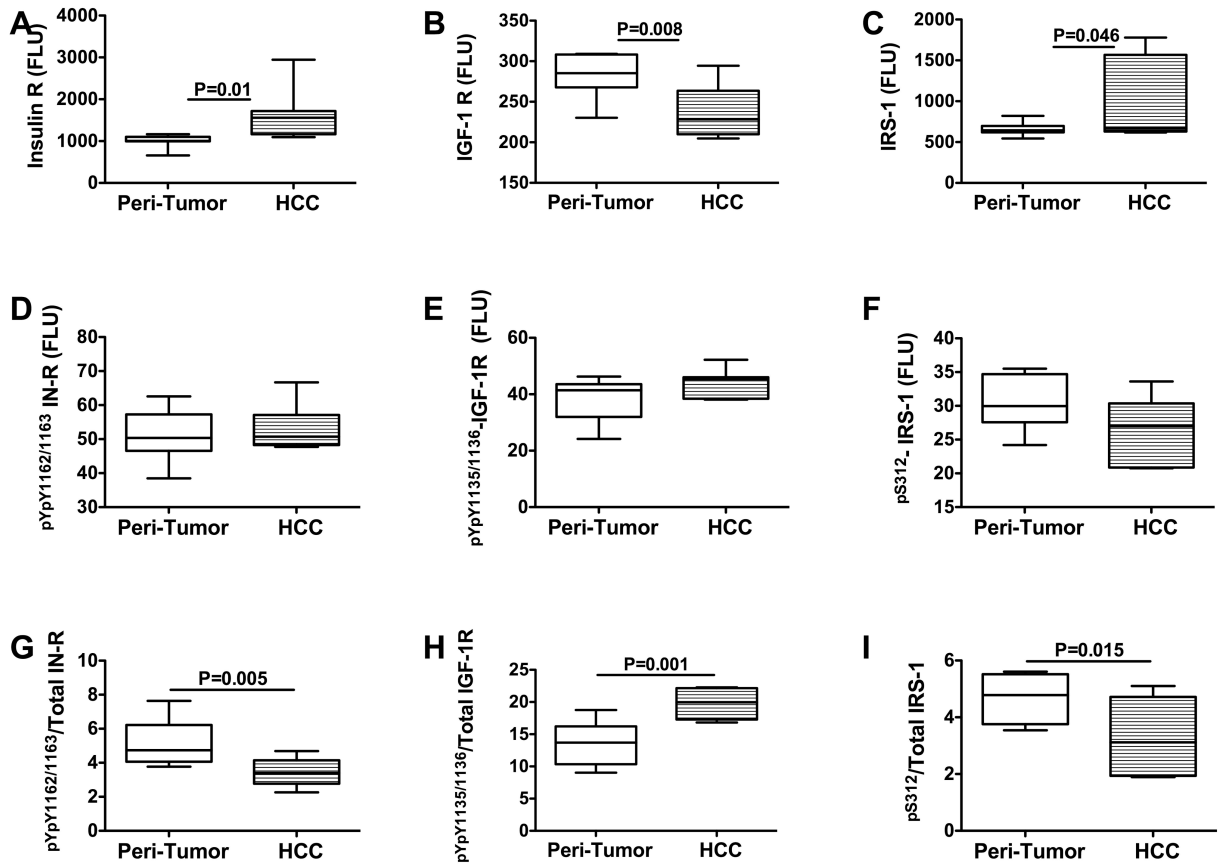 A
Insulin R (FLU)
4000
3000
2000
1000
0
P=0.01
Peri-Tumor
HCC
B
IGF-1 R (FLU)
350
300
250
200
150
P=0.008
Peri-Tumor
HCC
C
IRS-1 (FLU)
2000
1500
1000
500
0
P=0.046
Peri-Tumor
HCC
D
pYpY1162/1163 IN-R (FLU)
80
70
60
50
40
30
Peri-Tumor
HCC
E
pYpY1135/1136-IGF-1R (FLU)
60
40
20
0
Peri-Tumor
HCC
F
pS312- IRS-1 (FLU)
40
35
30
25
20
15
Peri-Tumor
HCC
G
pYpY1162/1163/Total IN-R
10
8
6
4
2
0
P=0.005
Peri-Tumor
HCC
H
pYpY1135/1136/Total IGF-1R
25
20
15
10
5
0
P=0.001
Peri-Tumor
HCC
I
pS312/Total IRS-1
6
4
2
0
P=0.015
Peri-Tumor
HCC